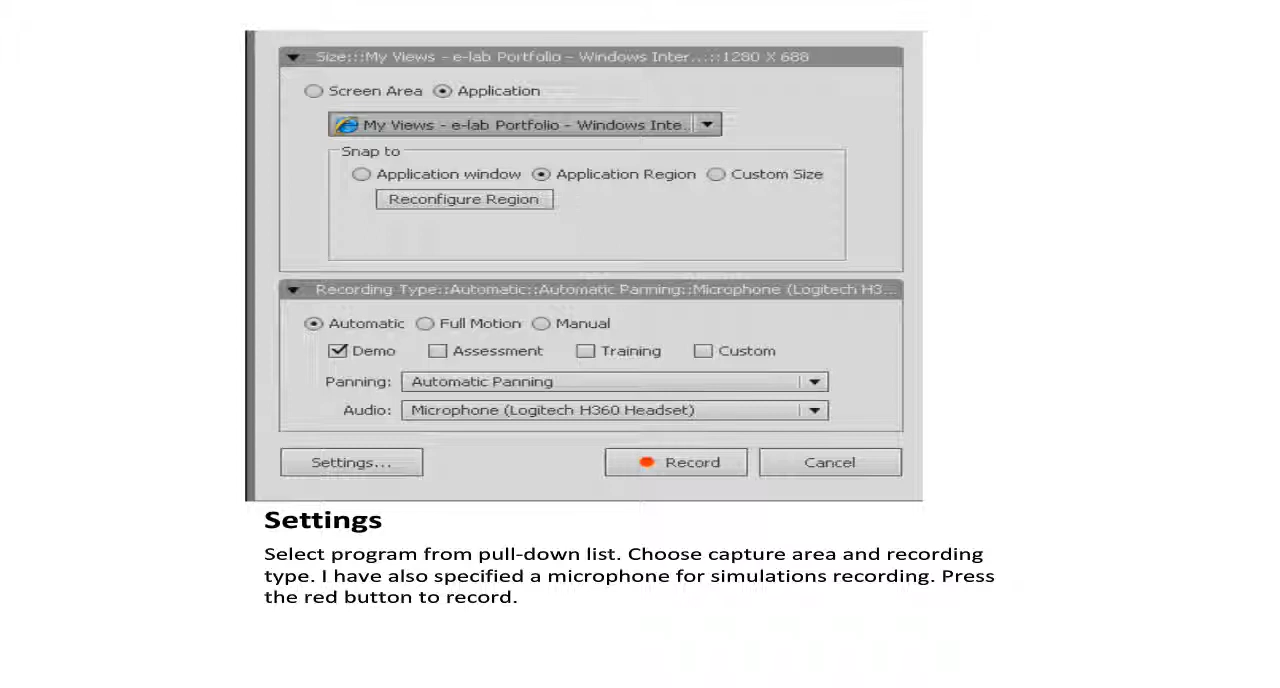 Size:::My Views - e-lab Portfolio - Windows Inter...::1280 X 688
Screen Area Application
My Views - e-lab Portfolio - Windows Inte...
Snap to
Application window Application Region Custom Size
Reconfigure Region
Recording Type::Automatic::Automatic Panning::Microphone (Logitech H3...
Automatic Full Motion Manual
Demo Assessment Training Custom
Panning: Automatic Panning
Audio: Microphone (Logitech H360 Headset)
Settings... Record Cancel
Settings
Select program from pull-down list. Choose capture area and recording
type. I have also specified a microphone for simulations recording. Press
the red button to record.